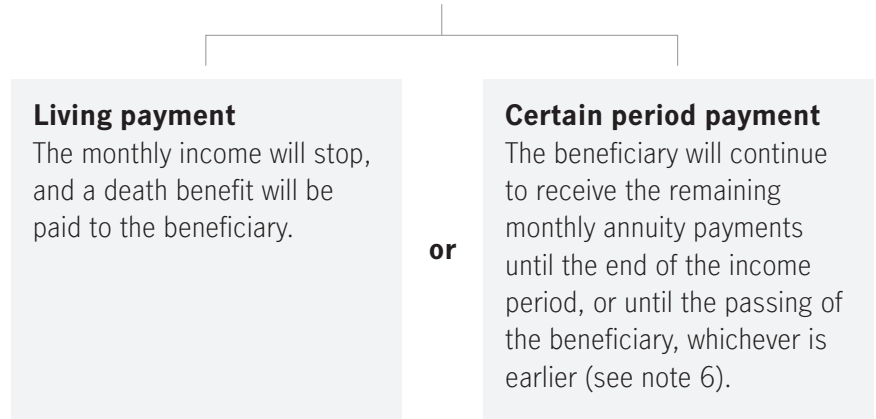 Living payment
The monthly income will stop,
and a death benefit will be
paid to the beneficiary.
or
Certain period payment
The beneficiary will continue
to receive the remaining
monthly annuity payments
until the end of the income
period, or until the passing of
the beneficiary, whichever is
earlier (see note 6).